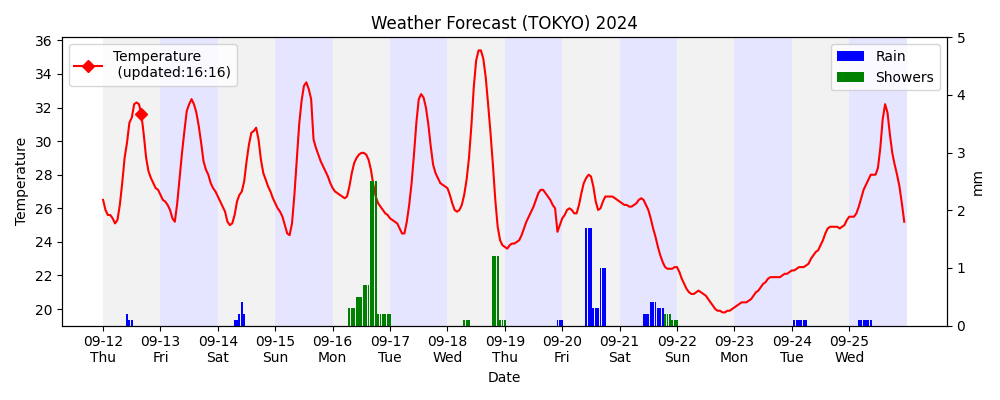 Weather Forecast (TOKYO) 2024
Temperature
(updated:16:16)
Rain
Showers
36
34
32
30
28
26
24
22
20
Temperature
5
4
3
2
1
0
mm
09-12 09-13 09-14 09-15 09-16 09-17 09-18 09-19 09-20 09-21 09-22 09-23 09-24 09-25
Thu Fri Sat Sun Mon Tue Wed Thu Fri Sat Sun Mon Tue Wed
Date